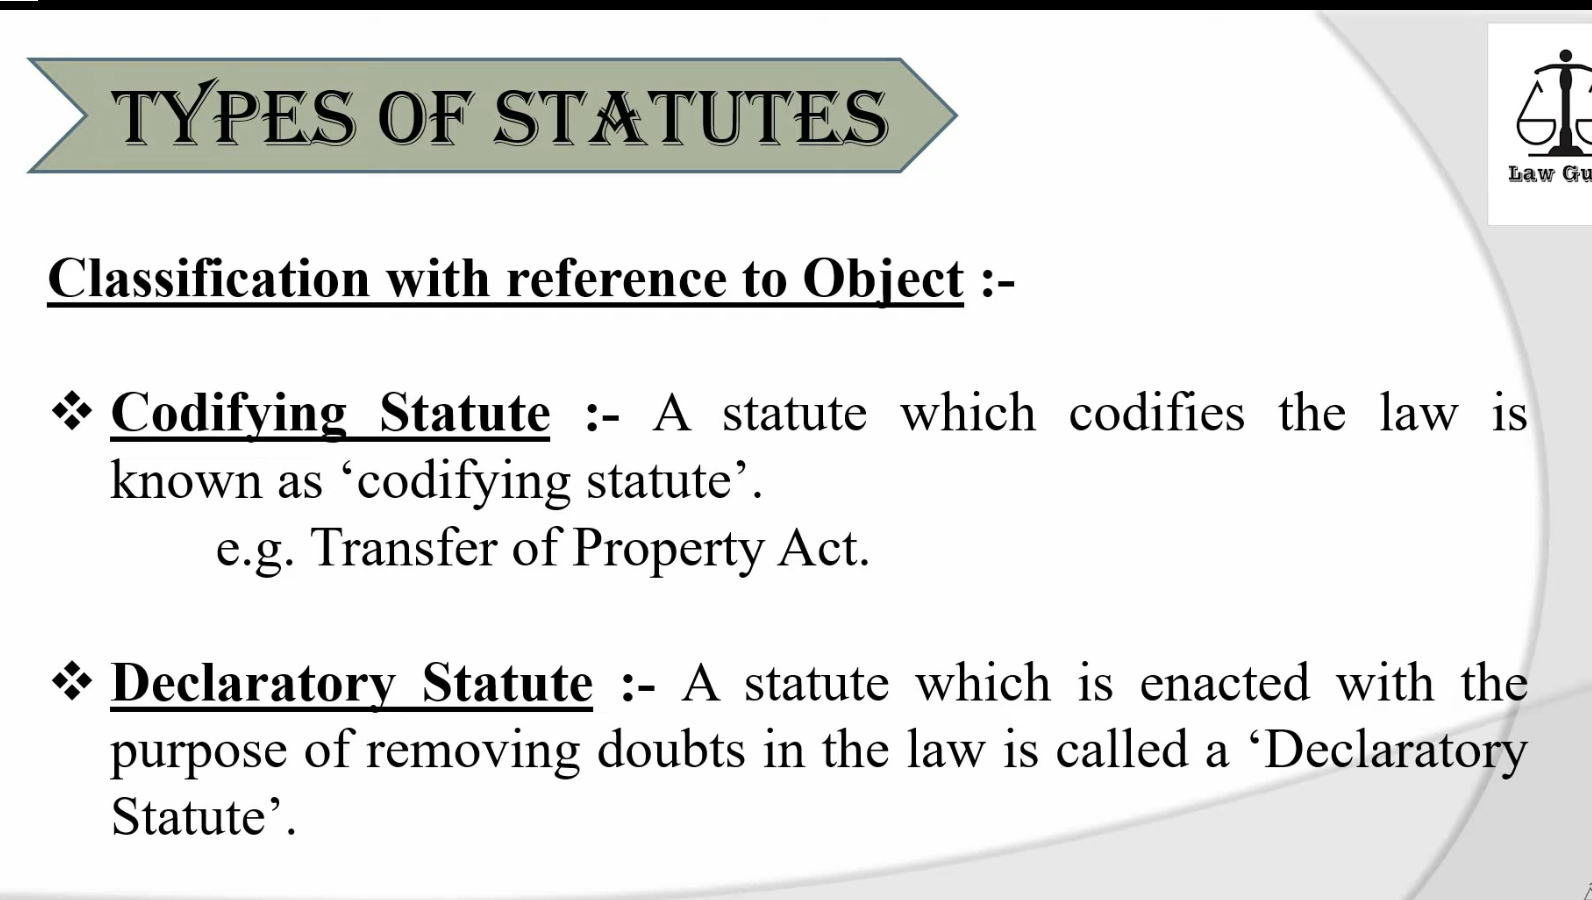 TYPES OF STATUTES
Law Gu
Classification with reference to Object :-
❖ Codifying Statute :- A statute which codifies the law is
known as ‘codifying statute’.
e.g. Transfer of Property Act.
❖ Declaratory Statute :- A statute which is enacted with the
purpose of removing doubts in the law is called a ‘Declaratory
Statute’.